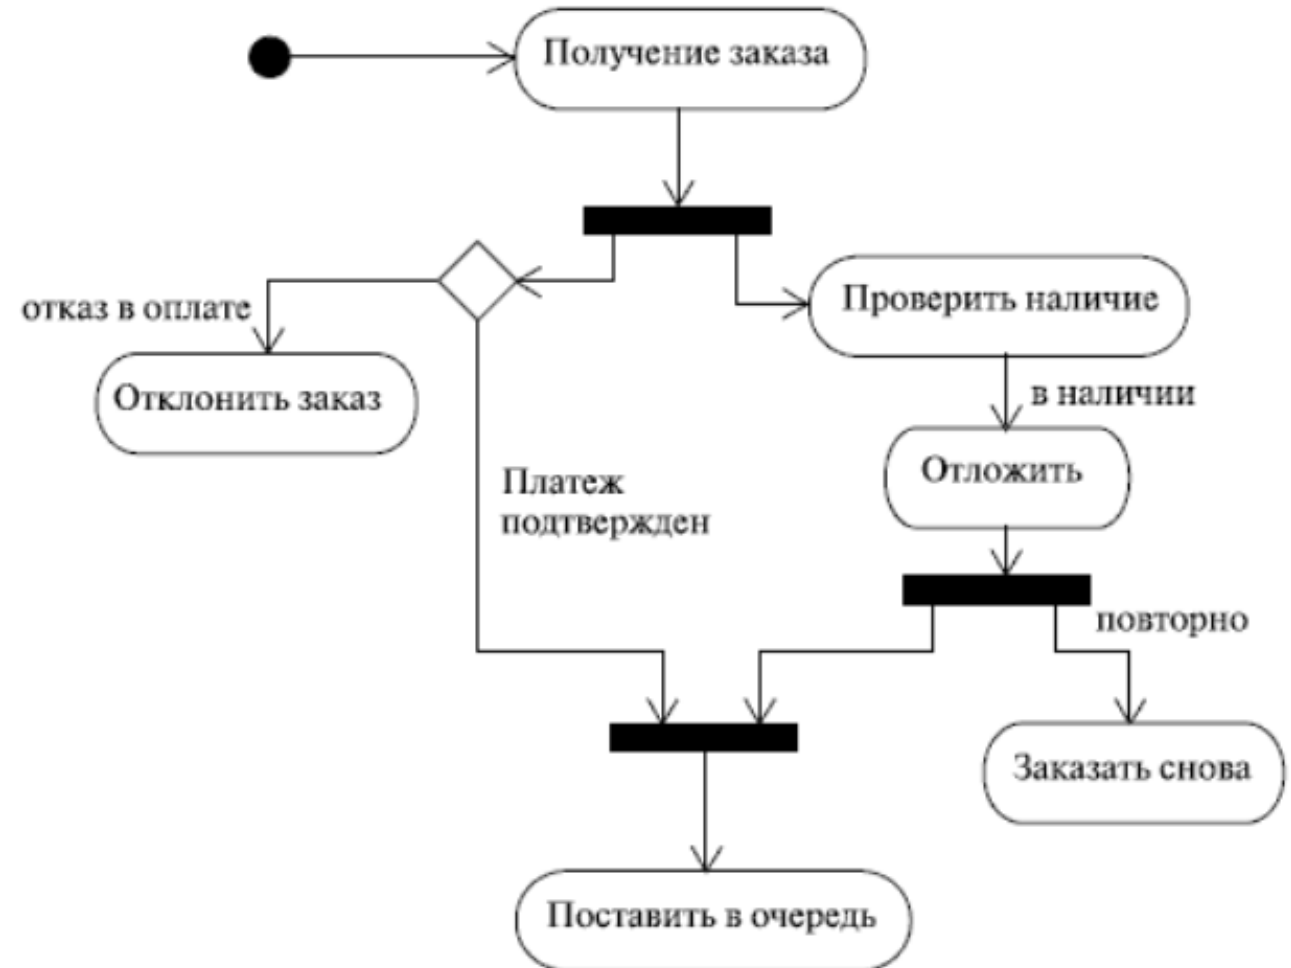 Получение заказа
отказ в оплате
Проверить наличие
Отклонить заказ
в наличии
Отложить
Платеж
подтвержден
повторно
Заказать снова
Поставить в очередь